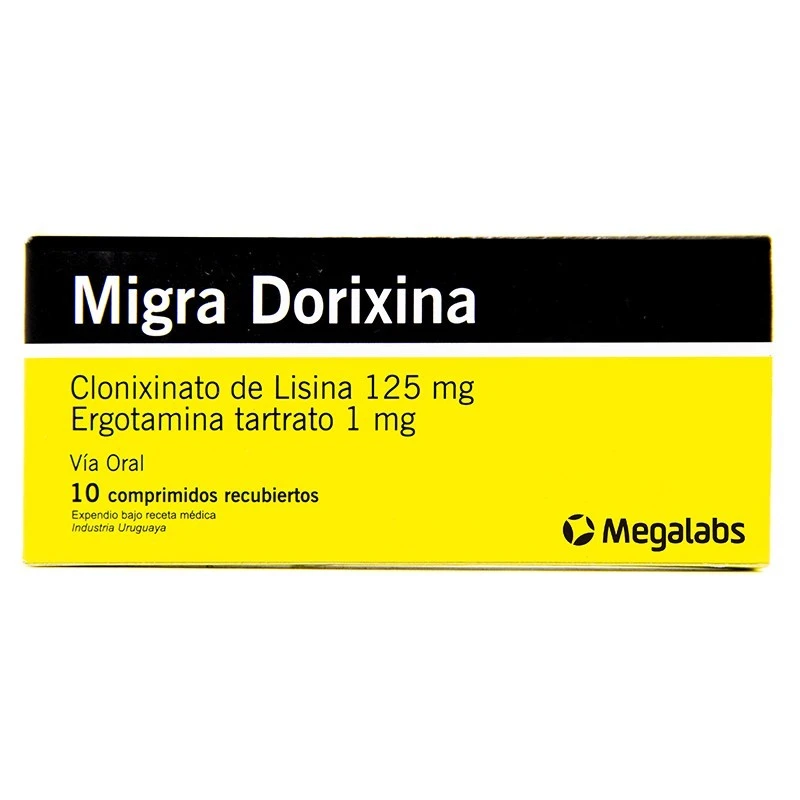 Migra Dorixina
Clonixinato de Lisina 125 mg
Ergotamina tartrato 1 mg
Vía Oral
10 comprimidos recubiertos
Expendio bajo receta médica
Industria Uruguaya
Megalabs